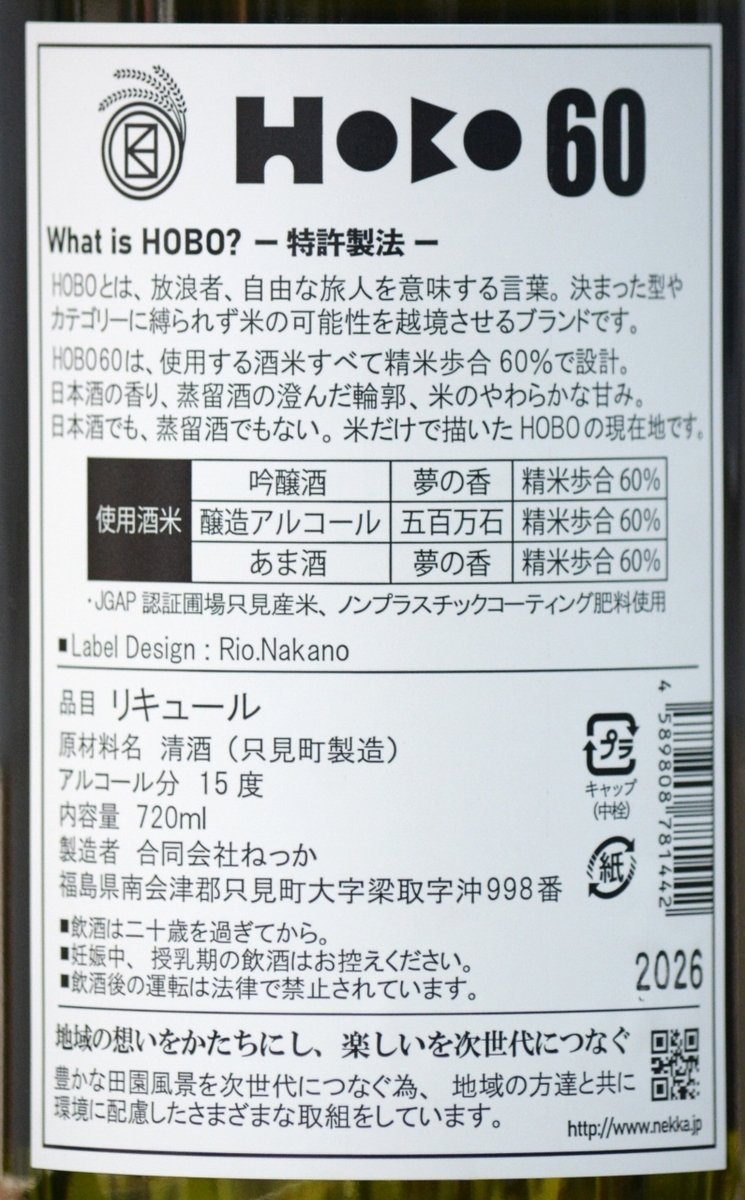 HOBO 60
What is HOBO? ー 特許製法 ー
HOBOとは、放浪者、自由な旅人を意味する言葉。決まった型や
カテゴリーに縛られず米の可能性を越境させるブランドです。
HOBO60は、使用する酒米すべて精米歩合60%で設計。
日本酒の香り、蒸留酒の澄んだ輪郭、米のやわらかな甘み。
日本酒でも、蒸留酒でもない。米だけで描いたHOBOの現在地です。
使用酒米
吟醸酒 夢の香 精米歩合60%
醸造アルコール 五百万石 精米歩合60%
あま酒 夢の香 精米歩合60%
・JGAP認証圃場只見産米、ノンプラスチックコーティング肥料使用
■Label Design : Rio.Nakano
品目 リキュール
原材料名 清酒（只見町製造）
アルコール分 15度
内容量 720ml
製造者 合同会社ねっか
福島県南会津郡只見町大字梁取字沖998番
プラ
キャップ
(中栓)
紙
4 589808 781442
■飲酒は二十歳を過ぎてから。
■妊娠中、授乳期の飲酒はお控えください。
■飲酒後の運転は法律で禁止されています。
2026
地域の想いをかたちにし、楽しいを次世代につなぐ
豊かな田園風景を次世代につなぐ為、地域の方達と共に
環境に配慮したさまざまな取組をしています。
http://www.nekka.jp